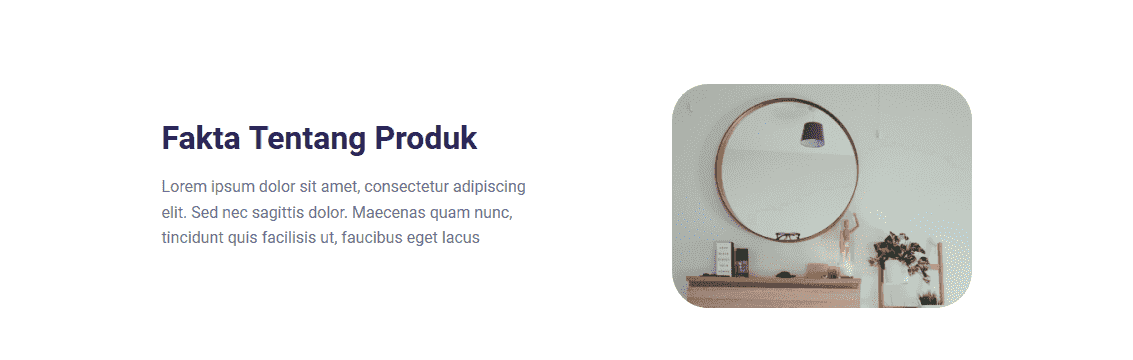 Fakta Tentang Produk
Lorem ipsum dolor sit amet, consectetur adipiscing
elit. Sed nec sagittis dolor. Maecenas quam nunc,
tincidunt quis facilisis ut, faucibus eget lacus